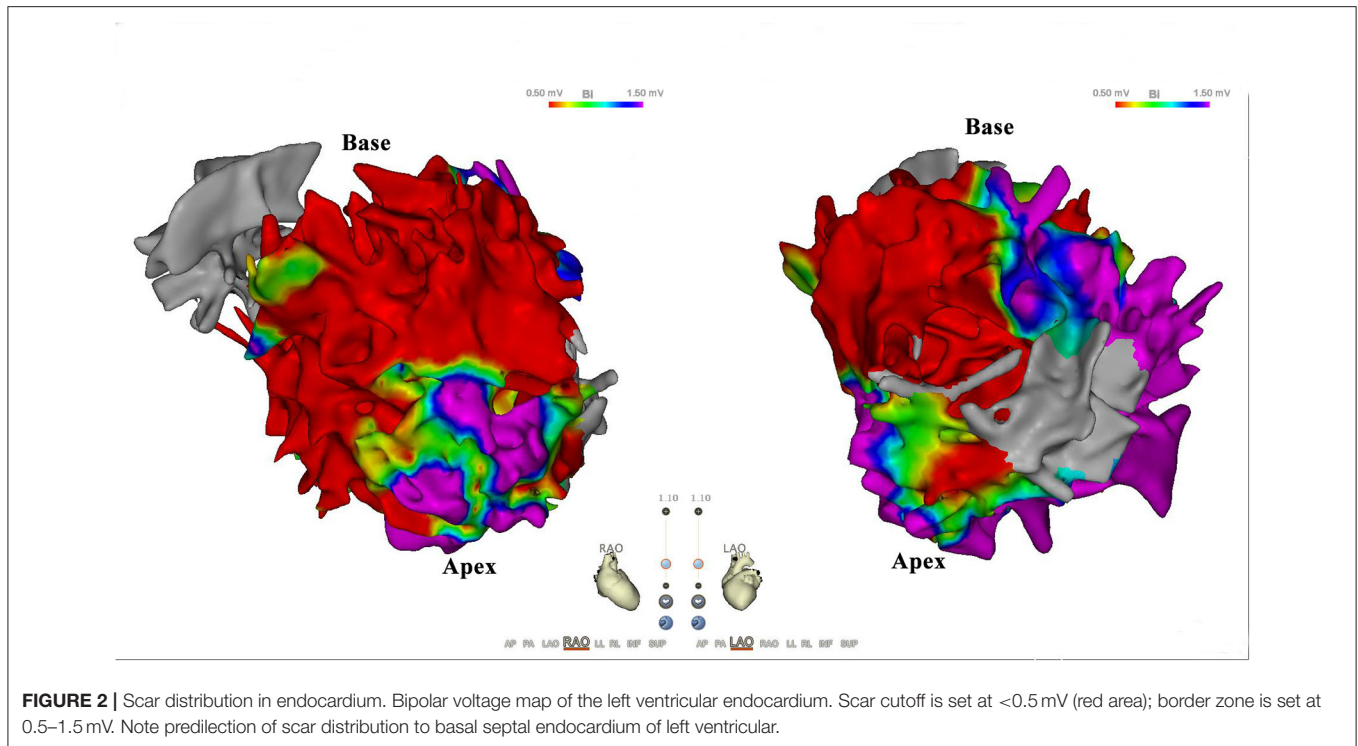 0.50 mV Bi 1.50 mV
0.50 mV Bi 1.50 mV
Base
Base
Apex
Apex
1.10 1.10
RAO
LAO
AP PA LAO RAO LL RL INF SUP
AP PA LAO RAO LL RL INF SUP
FIGURE 2 | Scar distribution in endocardium. Bipolar voltage map of the left ventricular endocardium. Scar cutoff is set at <0.5 mV (red area); border zone is set at
0.5–1.5 mV. Note predilection of scar distribution to basal septal endocardium of left ventricular.